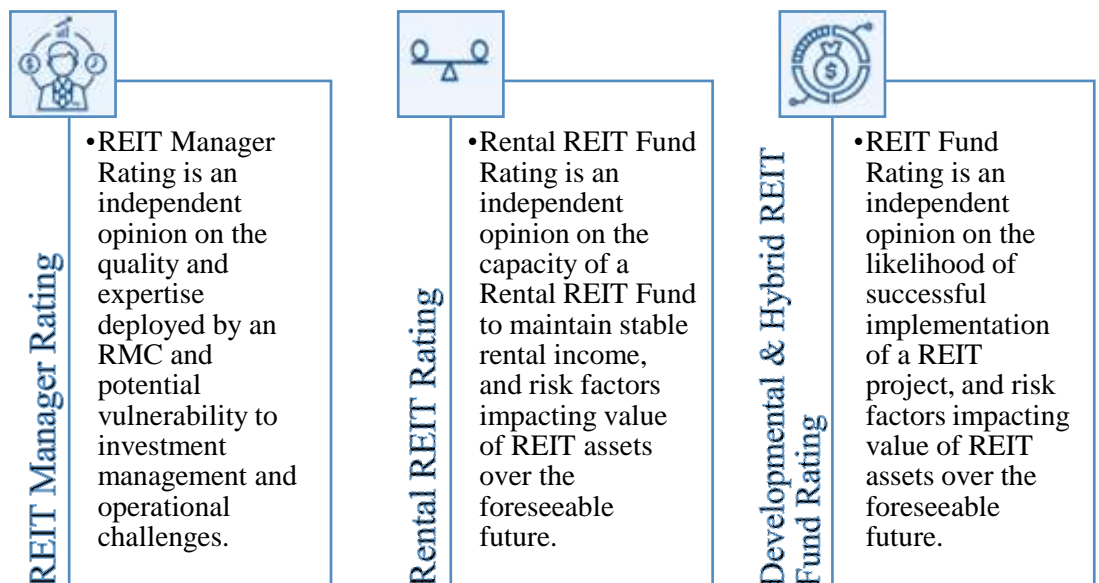 REIT Manager Rating
•REIT Manager
Rating is an
independent
opinion on the
quality and
expertise
deployed by an
RMC and
potential
vulnerability to
investment
management and
operational
challenges.
Rental REIT Rating
•Rental REIT Fund
Rating is an
independent
opinion on the
capacity of a
Rental REIT Fund
to maintain stable
rental income,
and risk factors
impacting value
of REIT assets
over the
foreseeable
future.
Developmental & Hybrid REIT
Fund Rating
•REIT Fund
Rating is an
independent
opinion on the
likelihood of
successful
implementation
of a REIT
project, and risk
factors impacting
value of REIT
assets over the
foreseeable
future.